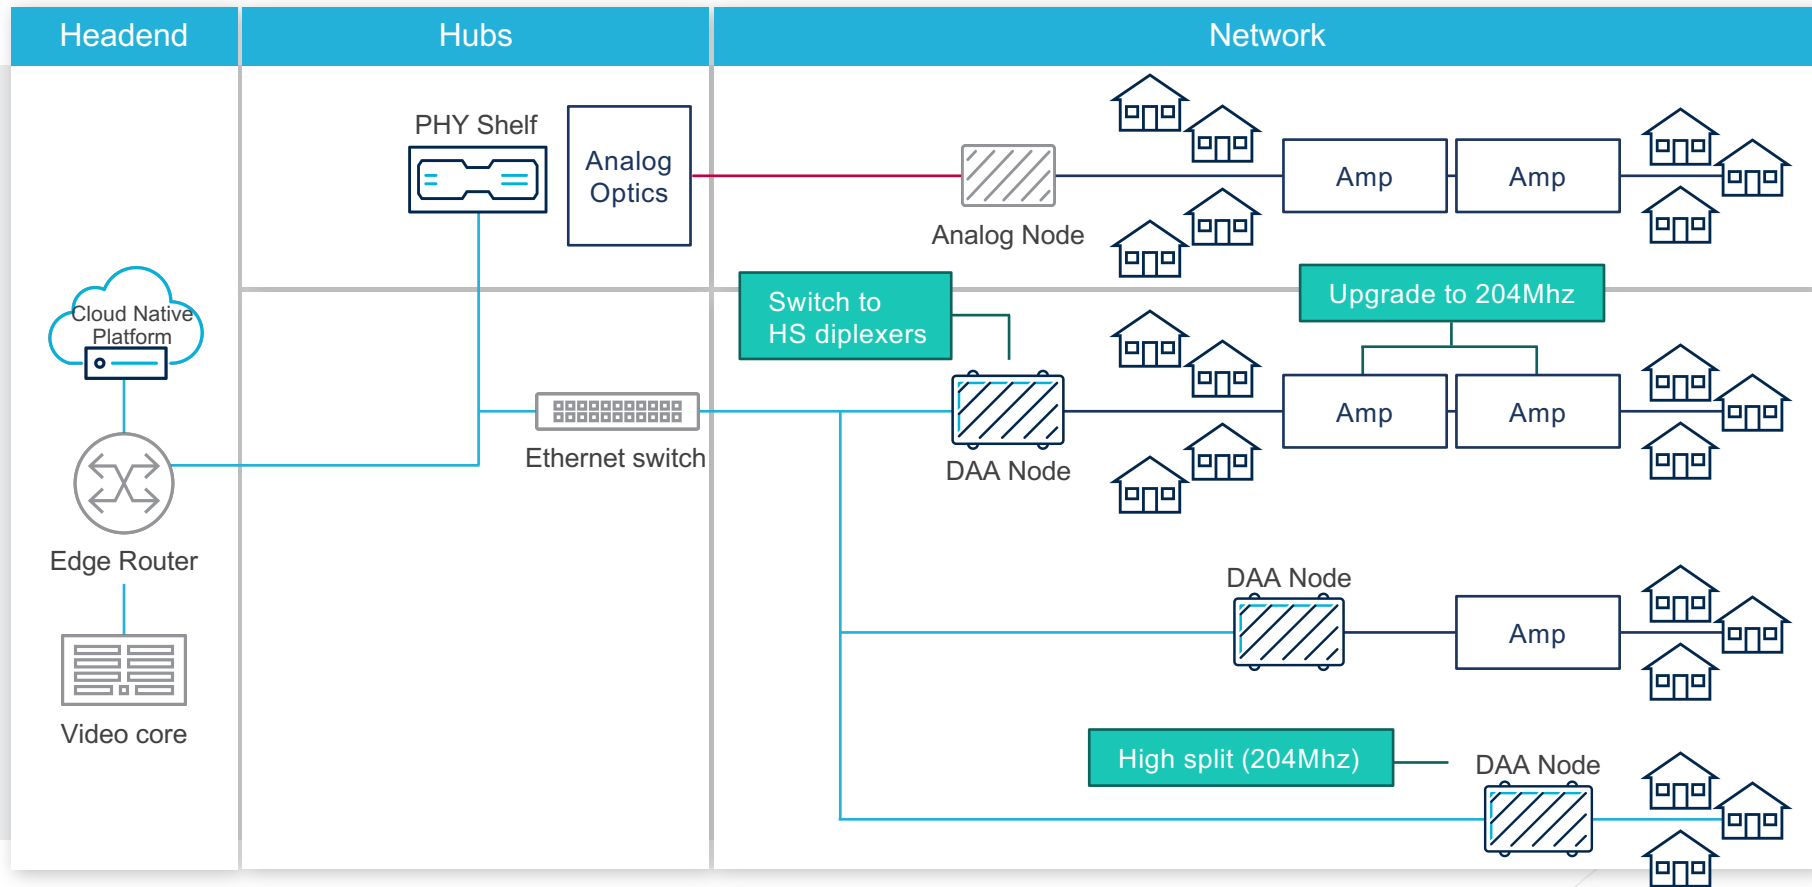 Headend
Hubs
Network
PHY Shelf
Analog
Optics
Analog Node
Amp
Amp
Cloud Native
Platform
Switch to
HS diplexers
Upgrade to 204Mhz
Amp
Amp
Ethernet switch
DAA Node
Edge Router
DAA Node
Amp
Video core
High split (204Mhz)
DAA Node